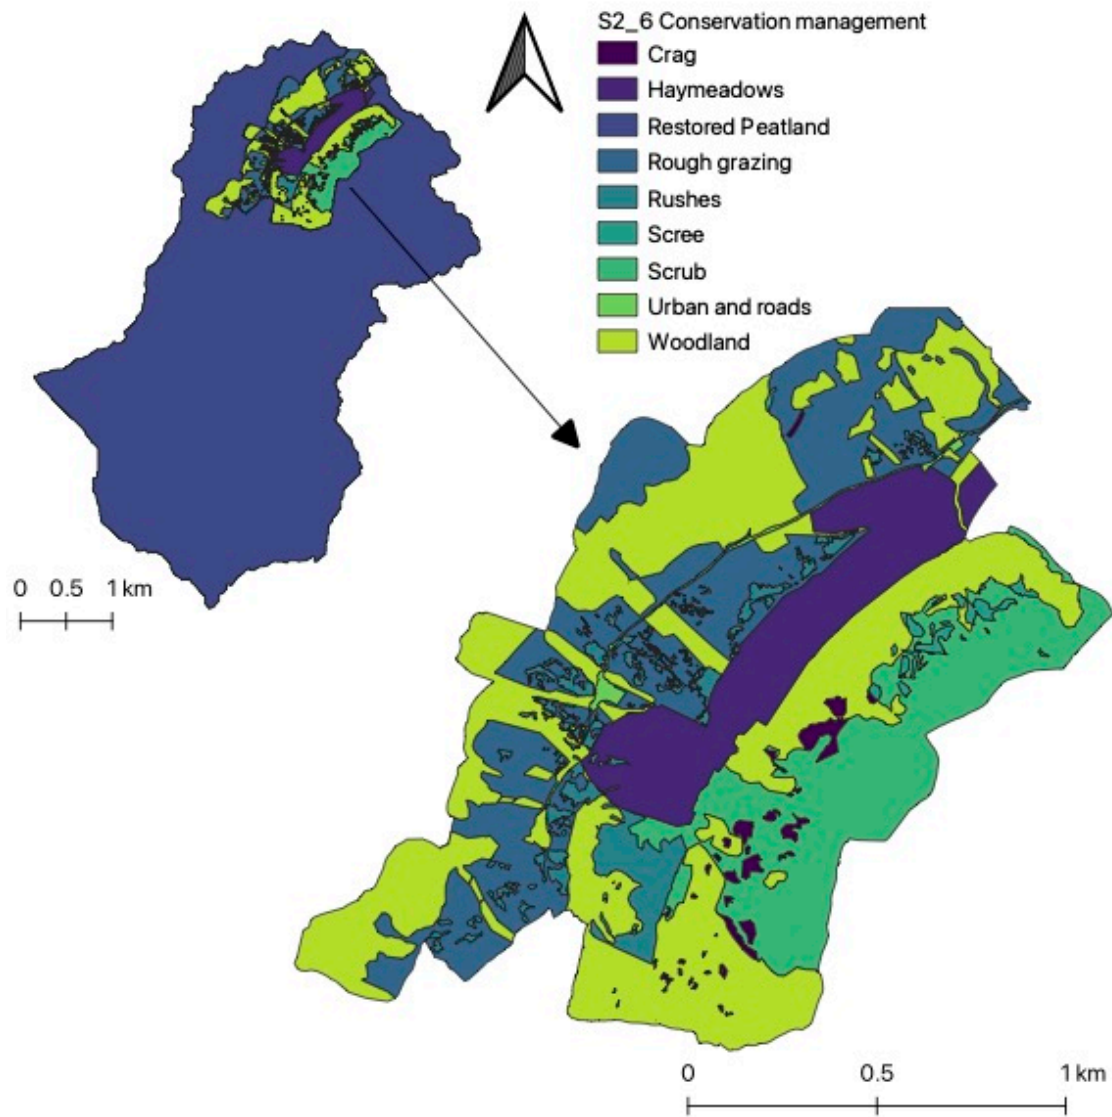 S2_6 Conservation management
Crag
Haymeadows
Restored Peatland
Rough grazing
Rushes
Scree
Scrub
Urban and roads
Woodland
0 0.5 1 km
0 0.5 1 km